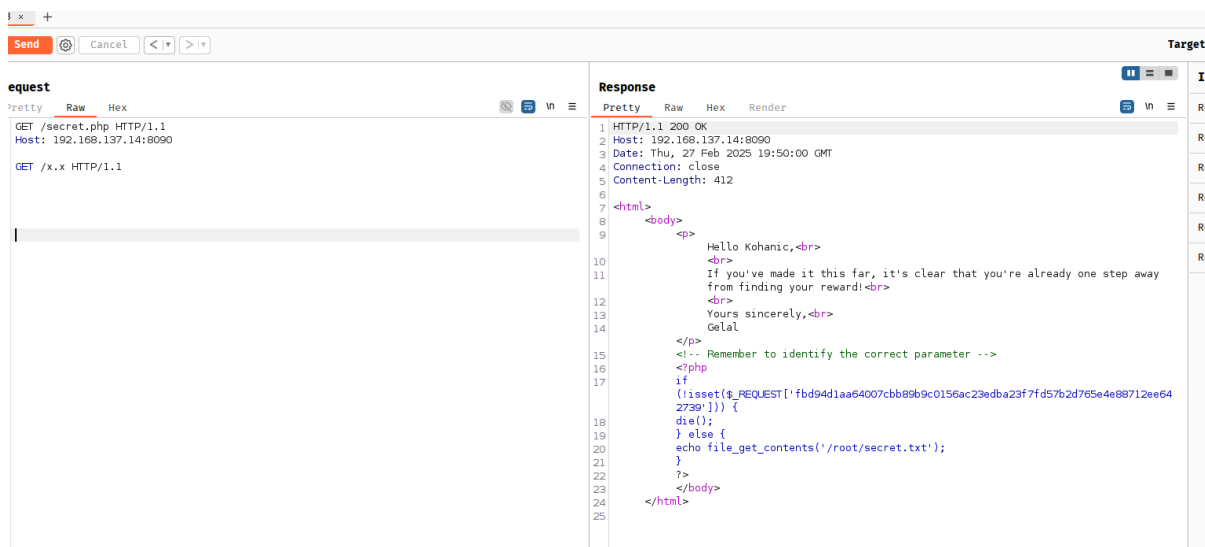 3 × +
Send Cancel < >
Target
equest
Pretty Raw Hex
\n
GET /secret.php HTTP/1.1
Host: 192.168.137.14:8090
GET /x.x HTTP/1.1
Response
Pretty Raw Hex Render
\n
1 HTTP/1.1 200 OK
2 Host: 192.168.137.14:8090
3 Date: Thu, 27 Feb 2025 19:50:00 GMT
4 Connection: close
5 Content-Length: 412
6
7 <html>
8 <body>
9 <p>
Hello Kohanic,<br>
10 <br>
11 If you've made it this far, it's clear that you're already one step away
from finding your reward!<br>
12 <br>
13 Yours sincerely,<br>
14 Gelal
</p>
15 <!-- Remember to identify the correct parameter -->
16 <?php
17 if
(!isset($_REQUEST['fbd94d1aa64007cbb89b9c0156ac23edba23f7fd57b2d765e4e88712ee64
2739'])) {
18 die();
19 } else {
20 echo file_get_contents('/root/secret.txt');
21 }
22 ?>
23 </body>
24 </html>
25
I
R
R
R
R
R
R